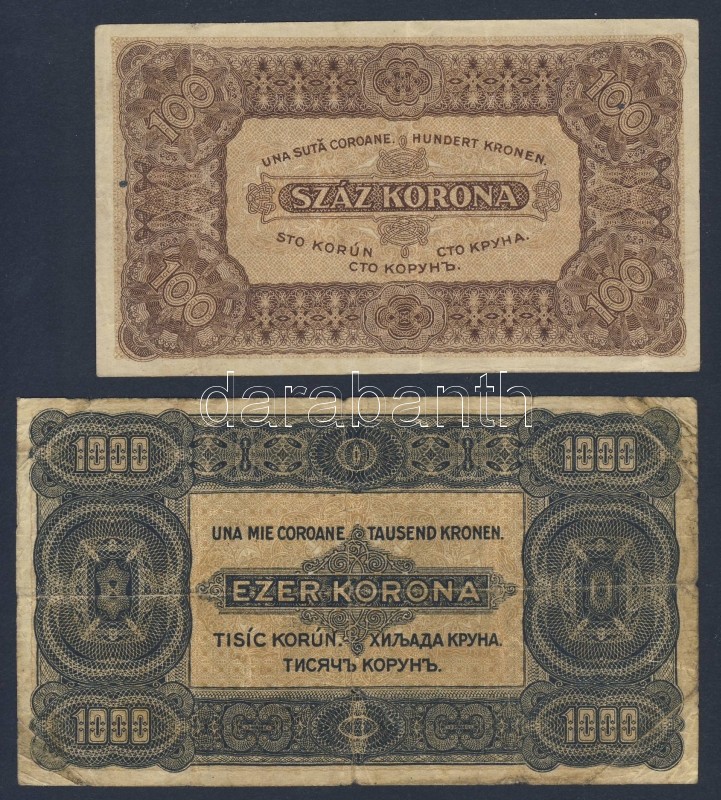 100 100
UNA SUTĂ COROANE. HUNDERT KRONEN.
SZÁZ KORONA
STO KORÚN СТО КРУНА.
СТО КОРУНЪ.
100 100
darabanth
1000 1000
UNA MIE COROANE. TAUSEND KRONEN.
EZER KORONA
TISÍC KORÚN. ХИЉАДА КРУНА.
ТИСЯЧЪ КОРУНЪ.
1000 1000